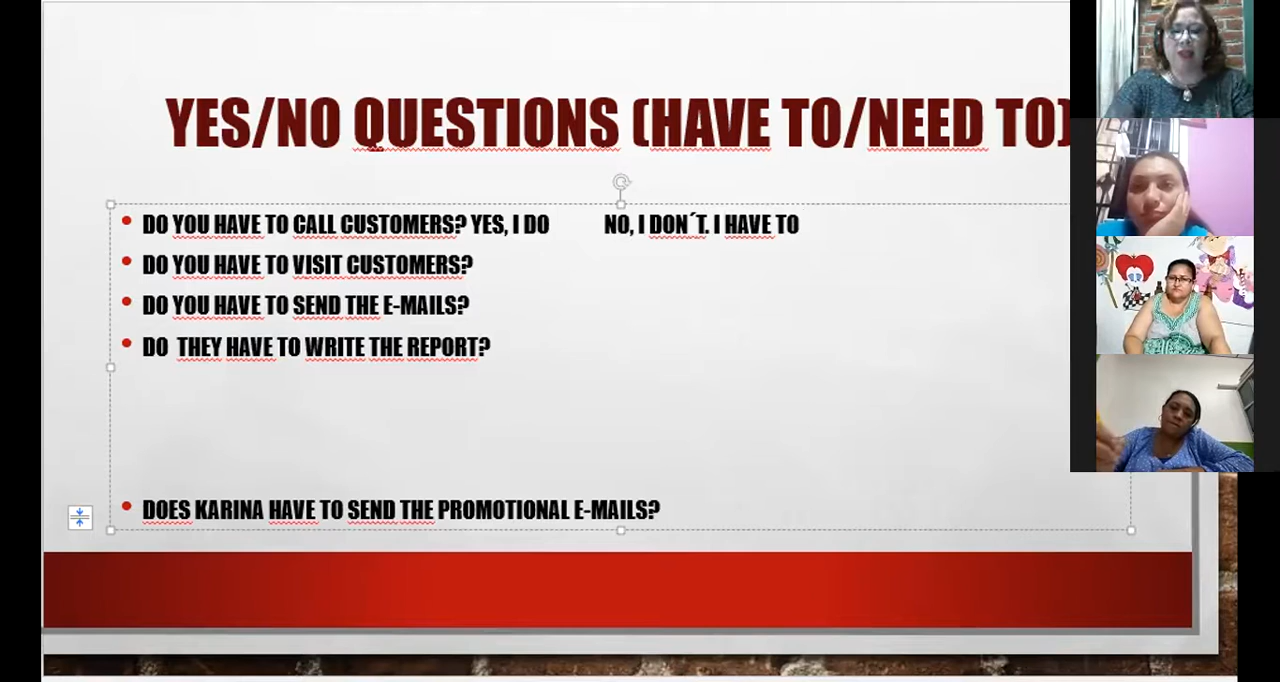 YES/NO QUESTIONS (HAVE TO/NEED TO)
DO YOU HAVE TO CALL CUSTOMERS? YES, I DO NO, I DON´T. I HAVE TO
DO YOU HAVE TO VISIT CUSTOMERS?
DO YOU HAVE TO SEND THE E-MAILS?
DO THEY HAVE TO WRITE THE REPORT?
DOES KARINA HAVE TO SEND THE PROMOTIONAL E-MAILS?